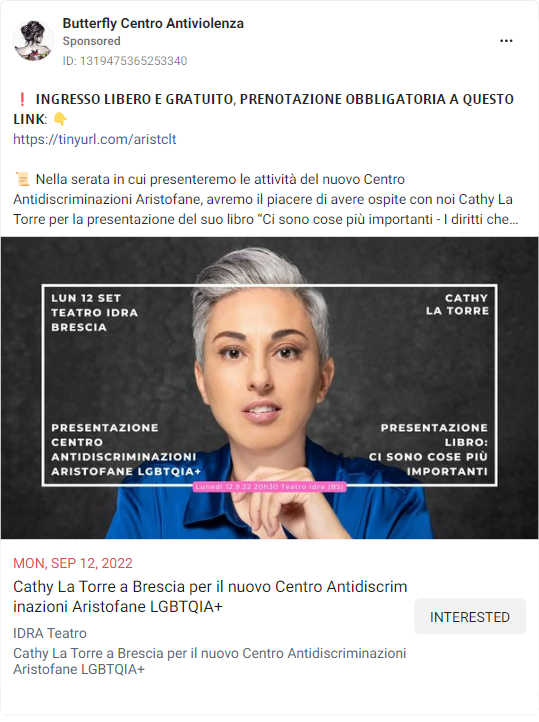 Butterfly Centro Antiviolenza
Sponsored
ID: 1319475365253340
❗ INGRESSO LIBERO E GRATUITO, PRENOTAZIONE OBBLIGATORIA A QUESTO
LINK: 👇
https://tinyurl.com/aristclt
📜 Nella serata in cui presenteremo le attività del nuovo Centro
Antidiscriminazioni Aristofane, avremo il piacere di avere ospite con noi Cathy La
Torre per la presentazione del suo libro “Ci sono cose più importanti - I diritti che...
LUN 12 SET
TEATRO IDRA
BRESCIA
CATHY
LA TORRE
PRESENTAZIONE
CENTRO
ANTIDISCRIMINAZIONI
ARISTOFANE LGBTQIA+
PRESENTAZIONE
LIBRO:
CI SONO COSE PIÙ
IMPORTANTI
Lunedì 12.9.22 20h30 Teatro Idra (BS)
MON, SEP 12, 2022
Cathy La Torre a Brescia per il nuovo Centro Antidiscrim
inazioni Aristofane LGBTQIA+
INTERESTED
IDRA Teatro
Cathy La Torre a Brescia per il nuovo Centro Antidiscriminazioni
Aristofane LGBTQIA+